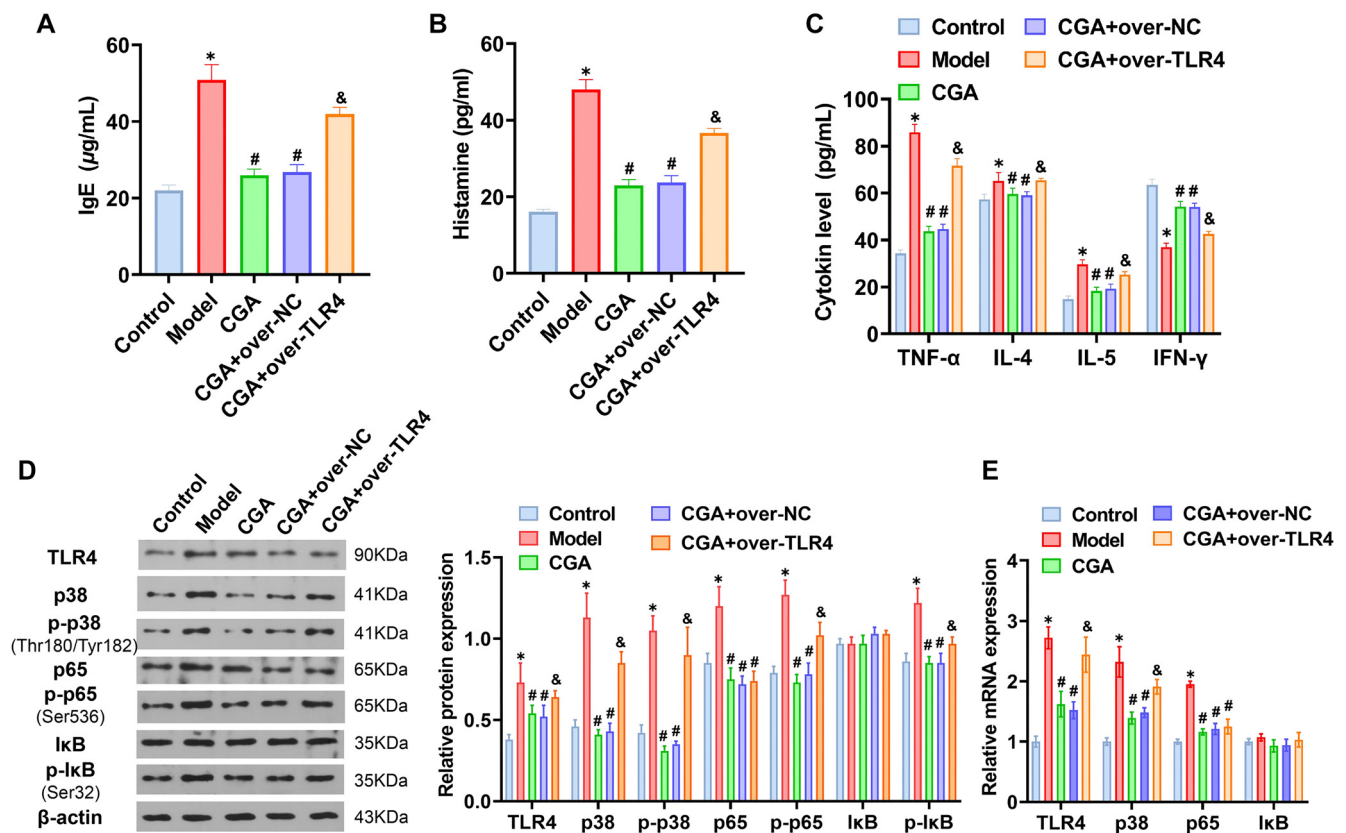 A
IgE (μg/mL)
60
40
20
0
*
#
#
&
Control
Model
CGA
CGA+over-NC
CGA+over-TLR4
B
Histamine (pg/ml)
60
40
20
0
*
#
#
&
Control
Model
CGA
CGA+over-NC
CGA+over-TLR4
C
Control
Model
CGA
CGA+over-NC
CGA+over-TLR4
Cytokin level (pg/mL)
100
80
60
40
20
0
* # # &
* # # &
* # # &
* # # &
TNF-α IL-4 IL-5 IFN-γ
D
Control
Model
CGA
CGA+over-NC
CGA+over-TLR4
TLR4 90KDa
p38 41KDa
p-p38 41KDa
(Thr180/Tyr182)
p65 65KDa
p-p65 65KDa
(Ser536)
IκB 35KDa
p-IκB 35KDa
(Ser32)
β-actin 43KDa
Control
Model
CGA
CGA+over-NC
CGA+over-TLR4
Relative protein expression
1.5
1.0
0.5
0.0
* # # &
* # # &
* # # &
* # # #
* # # &
* # # &
TLR4 p38 p-p38 p65 p-p65 IκB p-IκB
E
Control
Model
CGA
CGA+over-NC
CGA+over-TLR4
Relative mRNA expression
4
3
2
1
0
* # # &
* # # &
* # # #
TLR4 p38 p65 IκB